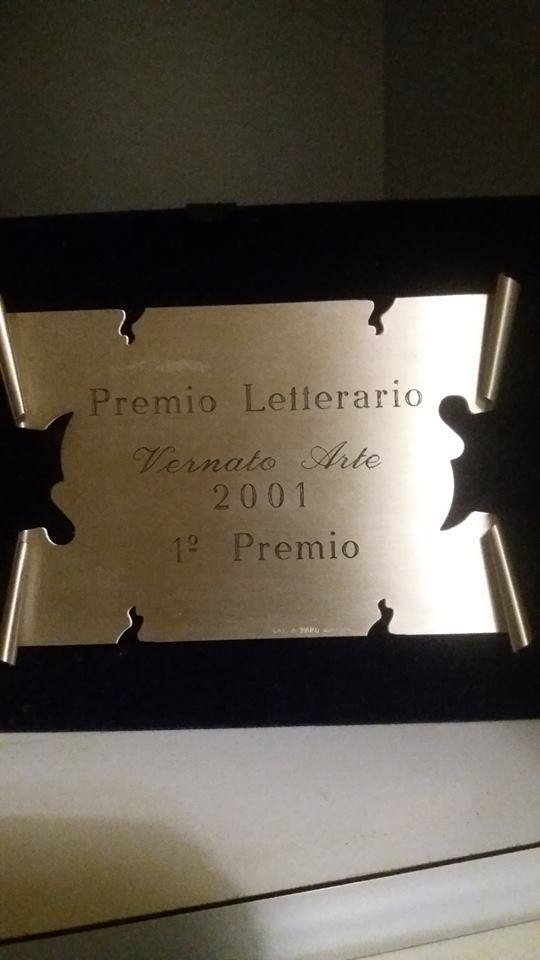 Premio Letterario
Vernato Arte
2001
1º Premio